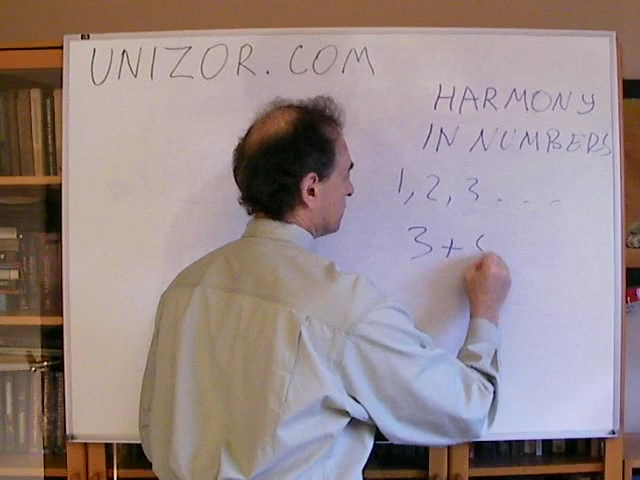 UNIZOR.COM
HARMONY
IN NUMBERS
1, 2, 3 . . . -
3 +